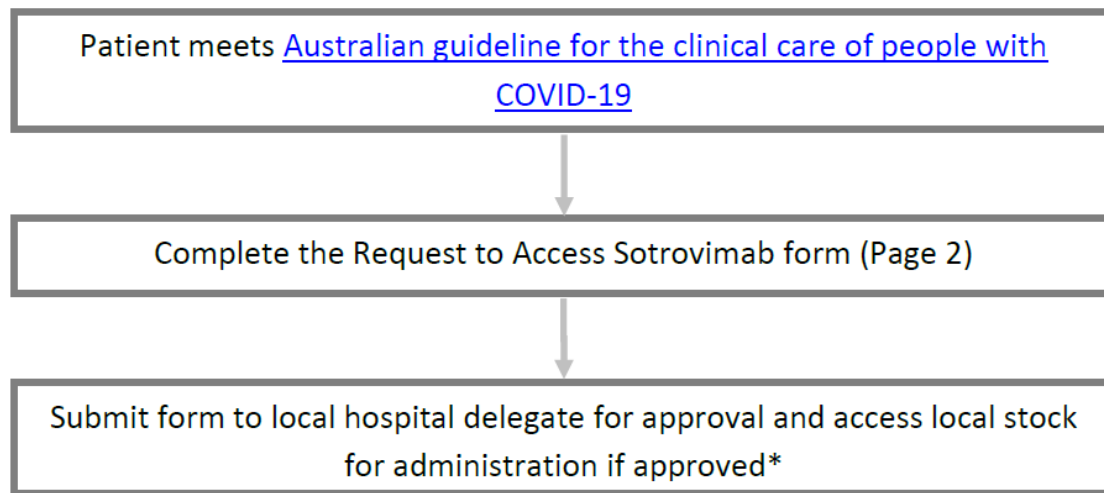 Patient meets Australian guideline for the clinical care of people with
COVID-19
Complete the Request to Access Sotrovimab form (Page 2)
Submit form to local hospital delegate for approval and access local stock
for administration if approved*